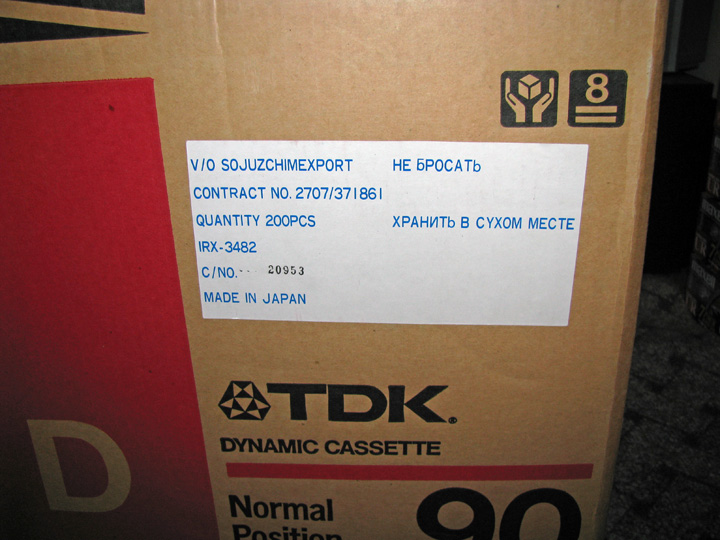 8
V/O SOJUZCHIMEXPORT НЕ БРОСАТЬ
CONTRACT NO. 2707/371861
QUANTITY 200PCS ХРАНИТЬ В СУХОМ МЕСТЕ
IRX-3482
C/NO.-- 20953
MADE IN JAPAN
TDK®
DYNAMIC CASSETTE
D
Normal 90
Position